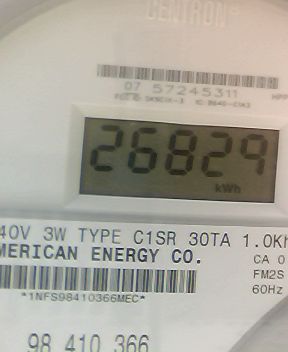 CENTRON®
07 57245311
26829
kWh
40V 3W TYPE C1SR 30TA 1.0Kh
MERICAN ENERGY CO.
CA 0
FM2S
60Hz
*1NFS98410366MEC*
98 410 366